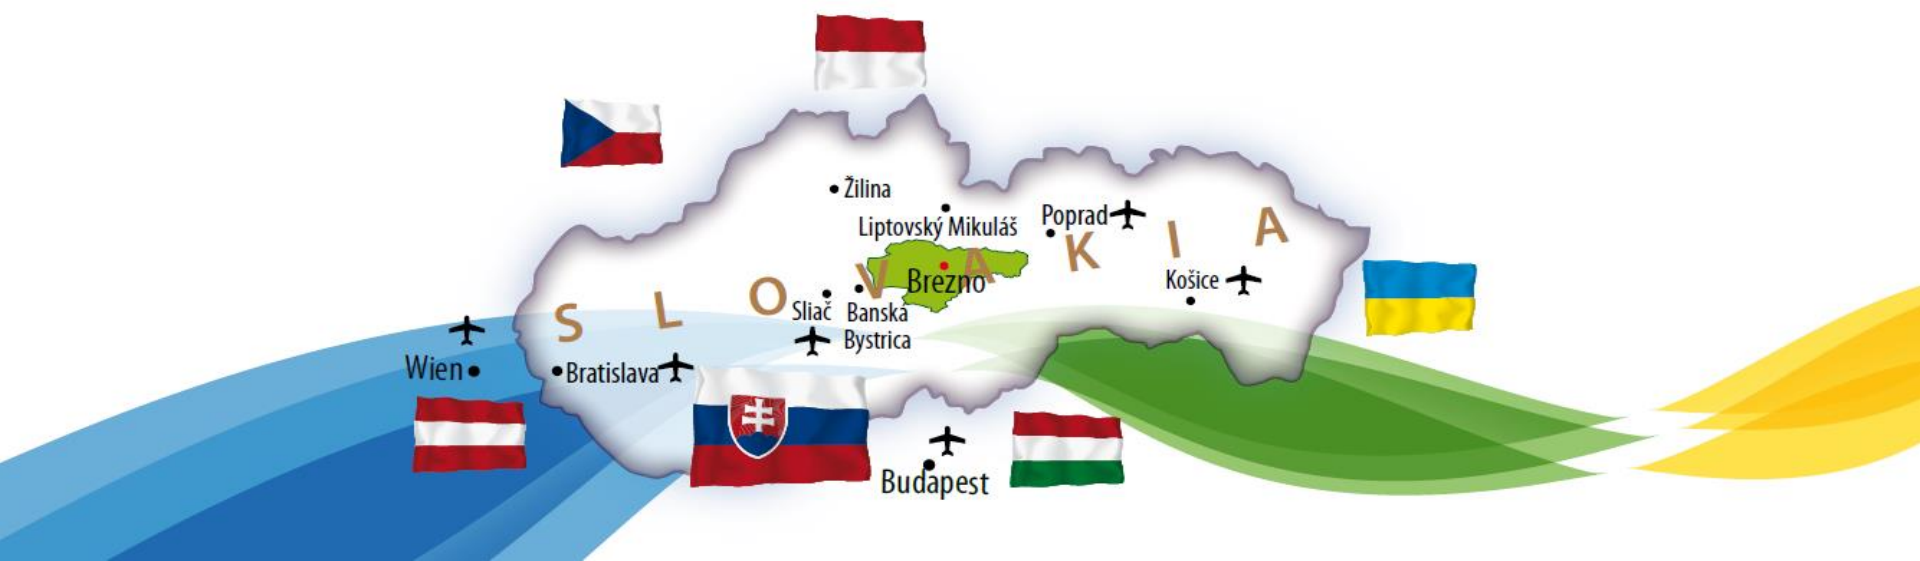 Žilina
Liptovský Mikuláš
Poprad
S L O V A K I A
Brezno
Košice
Sliač
Banská
Bystrica
Wien
Bratislava
Budapest